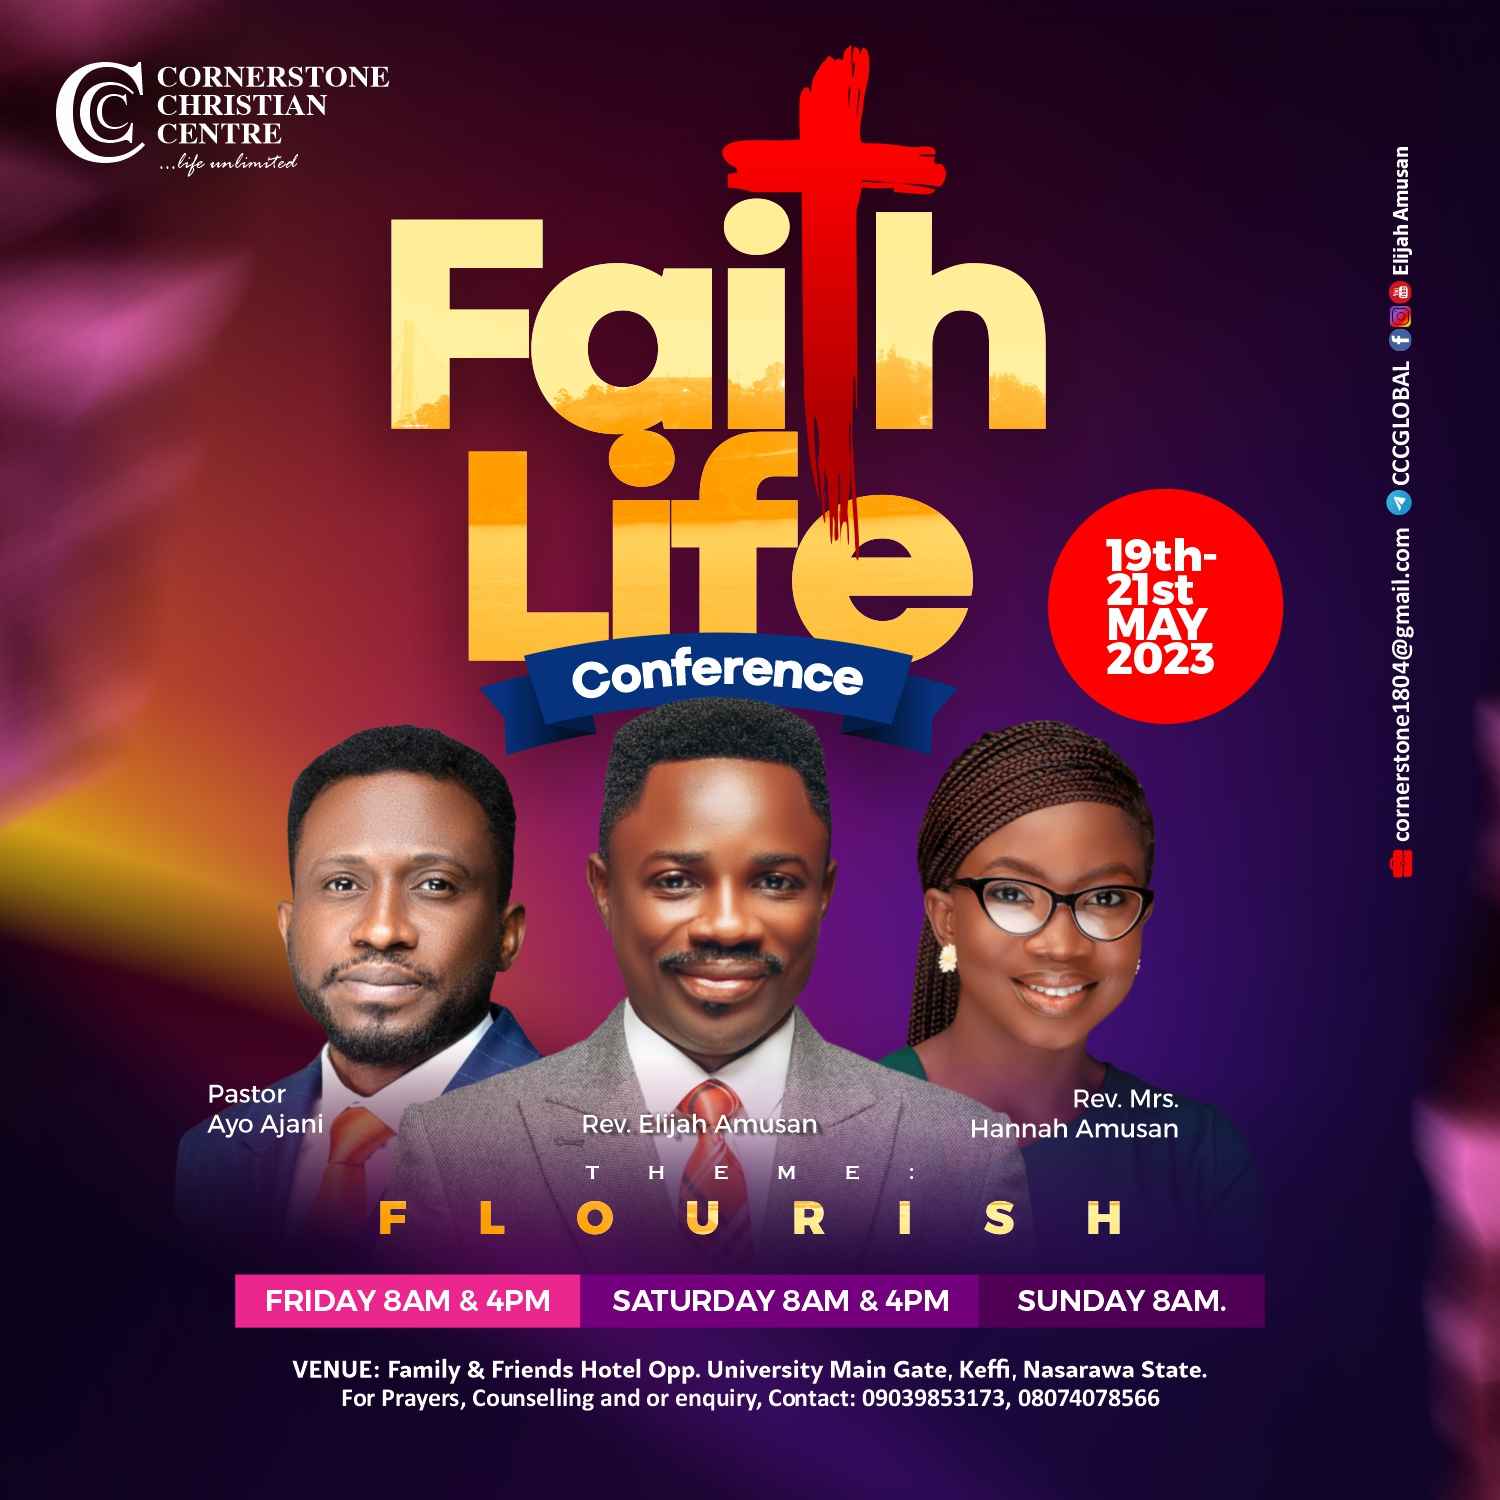 CCC
CORNERSTONE
CHRISTIAN
CENTRE
...life unlimited
Faith
Life
Conference
19th-
21st
MAY
2023
cornerstone1804@gmail.com CCCGLOBAL Elijah Amusan
Pastor
Ayo Ajani
Rev. Elijah Amusan
Rev. Mrs.
Hannah Amusan
THEME:
FLOURISH
FRIDAY 8AM & 4PM SATURDAY 8AM & 4PM SUNDAY 8AM.
VENUE: Family & Friends Hotel Opp. University Main Gate, Keffi, Nasarawa State.
For Prayers, Counselling and or enquiry, Contact: 09039853173, 08074078566